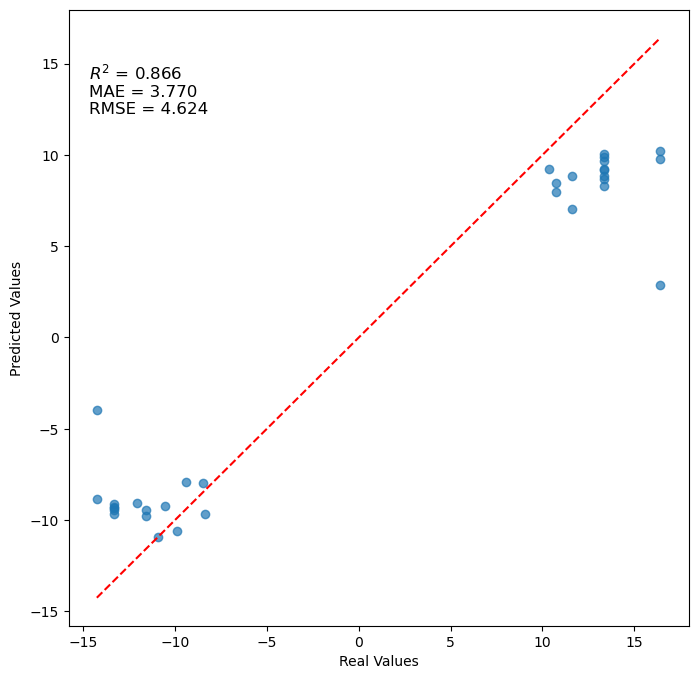 R² = 0.866
MAE = 3.770
RMSE = 4.624
15
10
5
0
−5
−10
−15
Predicted Values
−15 −10 −5 0 5 10 15
Real Values